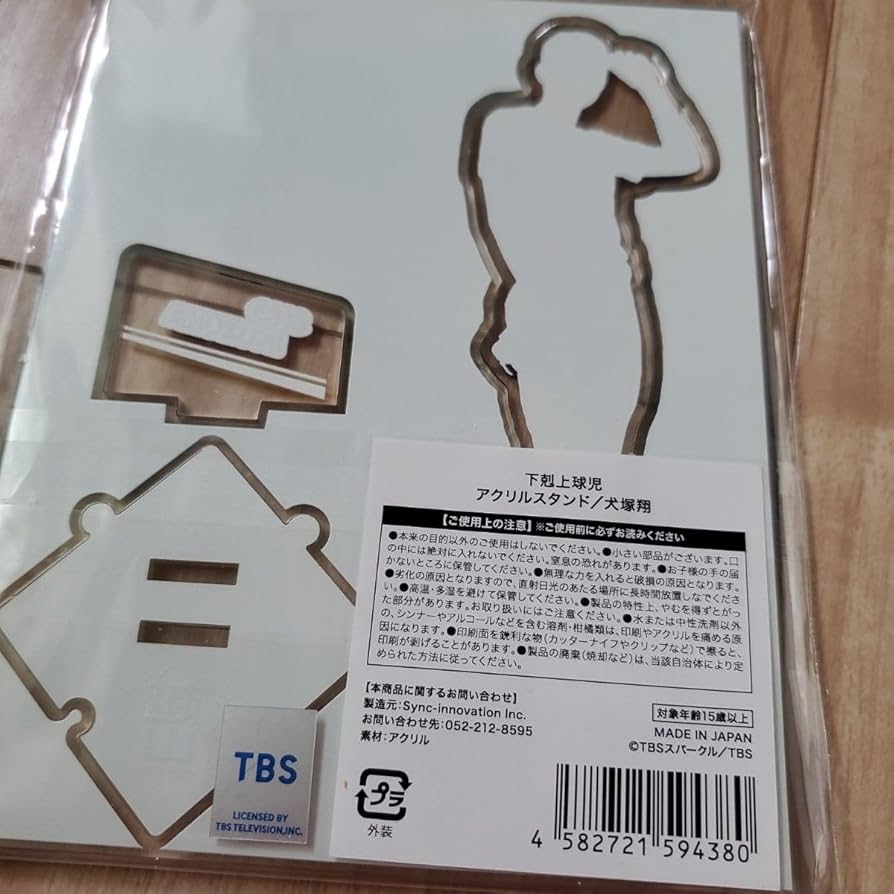 下剋上球児
アクリルスタンド／犬塚翔
【ご使用上の注意】※ご使用前に必ずお読みください
●本来の目的以外のご使用はしないでください。●小さい部品がございます。口
の中には絶対に入れないでください。窒息の恐れがあります。●お子様の手の届
かないところに保管してください。●無理な力を入れると破損の原因となります。
●劣化の原因となりますので、直射日光のあたる場所に長時間放置しなでくださ
い。●高温・多湿を避けて保管してください。●製品の特性上、やむを得ずとがっ
た部分があります。お取り扱いにはご注意ください。●水または中性洗剤以外
の、シンナーやアルコールなどを含む溶剤・柑橘類は、印刷やアクリルを痛める原
因になります。●印刷面を鋭利な物（カッターナイフやクリップなど）で擦ると、
印刷が剥げることがあります。●製品の廃棄（焼却など）は、当該自治体により定
められた方法に従ってください。
【本商品に関するお問い合わせ】
製造元：Sync-innovation Inc.
お問い合わせ先：052-212-8595
素材：アクリル
対象年齢15歳以上
MADE IN JAPAN
©TBSスパークル／TBS
プラ
外装
4 582721 594380
TBS
LICENSED BY
TBS TELEVISION,INC.